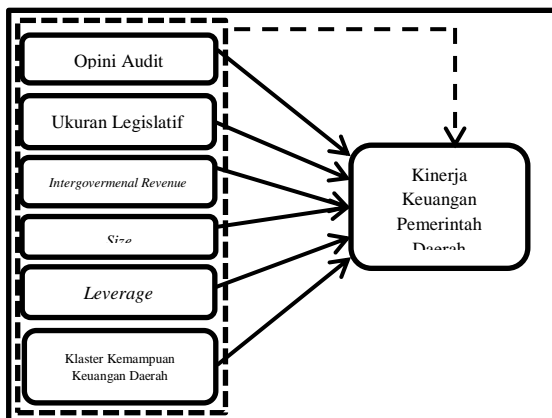 Opini Audit
Ukuran Legislatif
Intergovermenal Revenue
Size
Leverage
Klaster Kemampuan
Keuangan Daerah
Kinerja
Keuangan
Pemerintah
Daerah